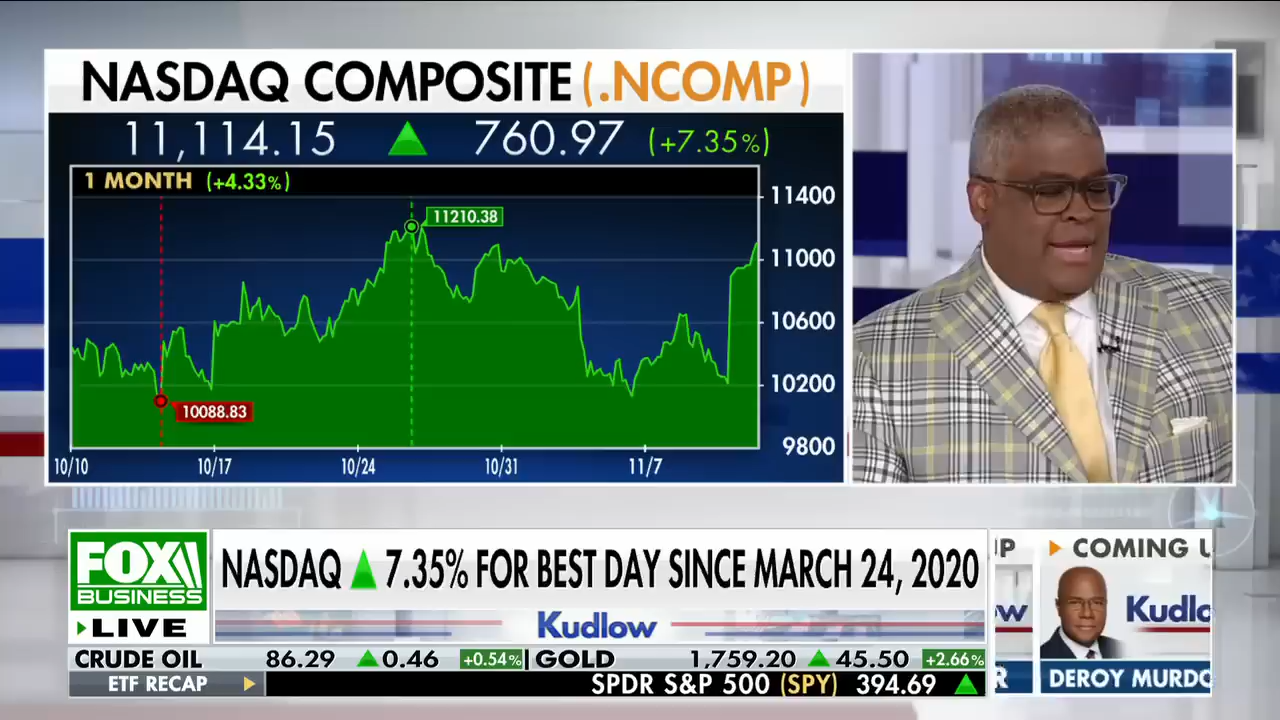 NASDAQ COMPOSITE (.NCOMP)
11,114.15 ▲ 760.97 (+7.35%)
1 MONTH (+4.33%)
11400
11210.38
11000
10600
10200
10088.83
9800
10/10 10/17 10/24 10/31 11/7
FOX BUSINESS
LIVE
NASDAQ ▲ 7.35% FOR BEST DAY SINCE MARCH 24, 2020
Kudlow
COMING
Kudlo
DEROY MURDO
CRUDE OIL 86.29 ▲ 0.46 +0.54% GOLD 1,759.20 ▲ 45.50 +2.66%
ETF RECAP SPDR S&P 500 (SPY) 394.69 ▲